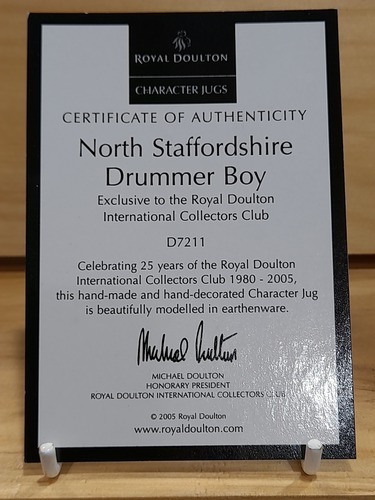 ROYAL DOULTON
CHARACTER JUGS
CERTIFICATE OF AUTHENTICITY
North Staffordshire
Drummer Boy
Exclusive to the Royal Doulton
International Collectors Club
D7211
Celebrating 25 years of the Royal Doulton
International Collectors Club 1980 - 2005,
this hand-made and hand-decorated Character Jug
is beautifully modelled in earthenware.
Michael Doulton
MICHAEL DOULTON
HONORARY PRESIDENT
ROYAL DOULTON INTERNATIONAL COLLECTORS CLUB
© 2005 Royal Doulton
www.royaldoulton.com